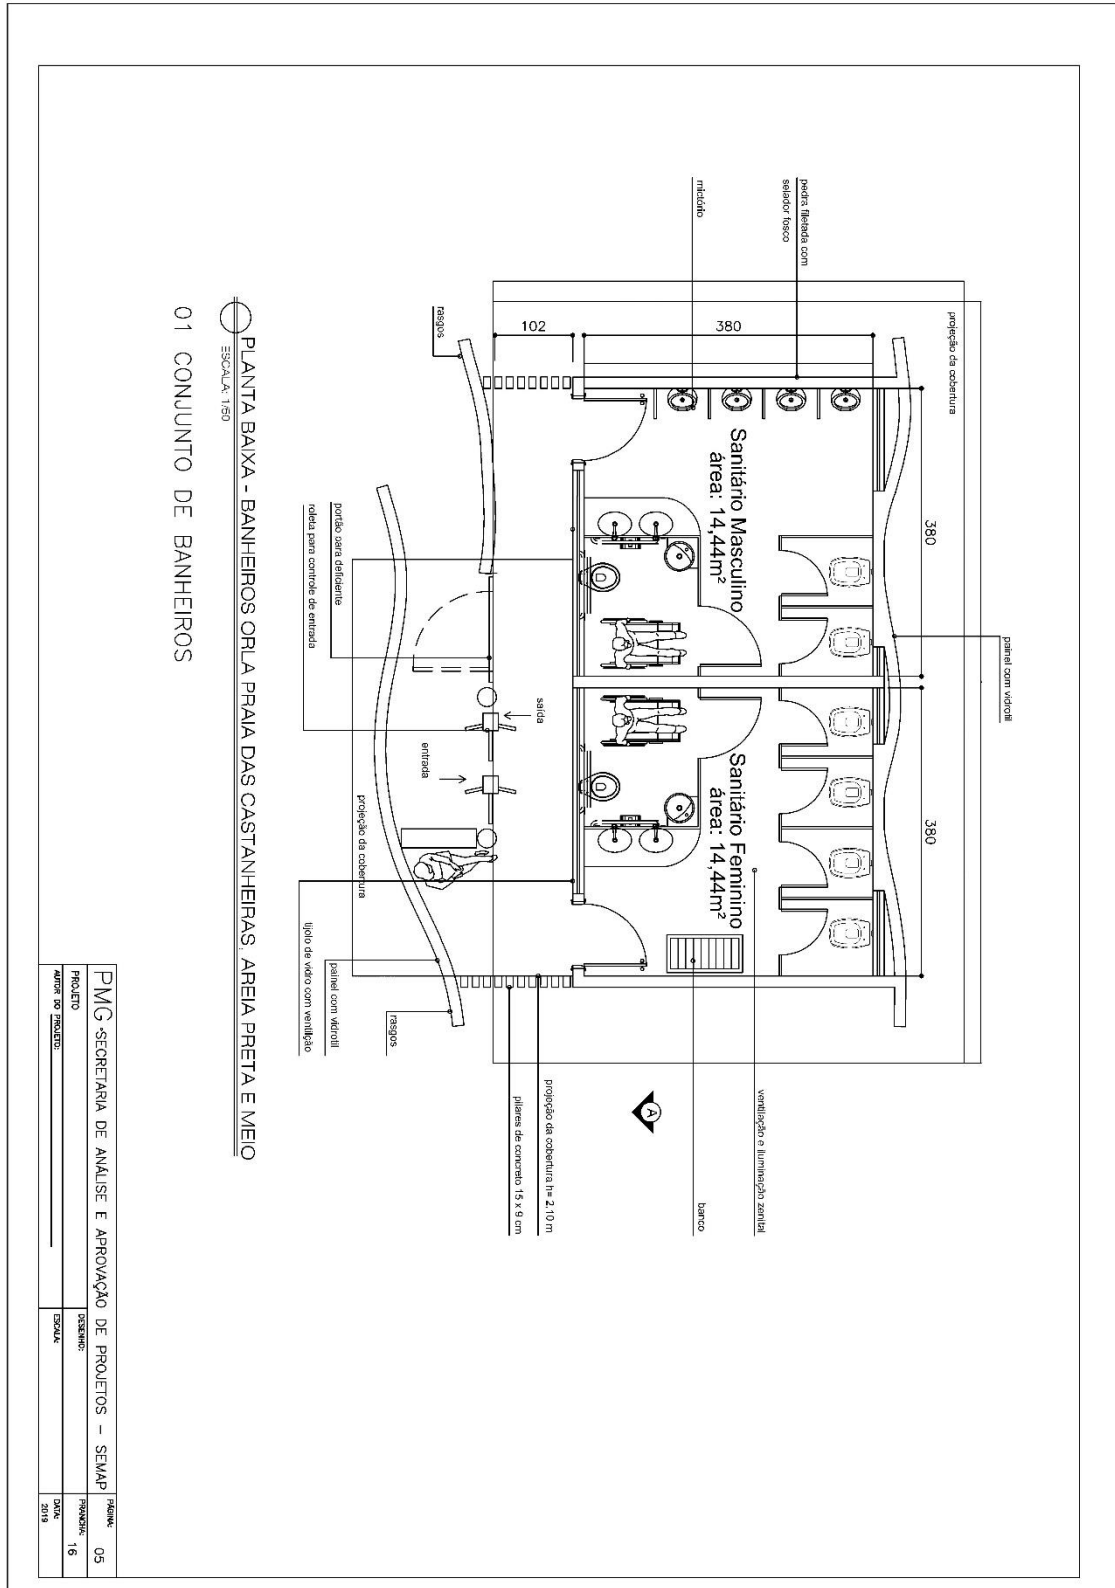 projeção da cobertura
painel com vidrotil
pedra filetada com
selador fosco
mictório
380
380
380
102
Sanitário Masculino
área: 14,44m²
Sanitário Feminino
área: 14,44m²
ventilação e iluminação zenital
banco
A
projeção da cobertura h= 2.10 m
pilares de concreto 15 x 9 cm
rasgos
saída
entrada
portão para deficiente
roleta para controle de entrada
projeção da cobertura
rasgos
painel com vidrotil
tijolo de vidro com ventilção
PLANTA BAIXA - BANHEIROS ORLA PRAIA DAS CASTANHEIRAS, AREIA PRETA E MEIO
ESCALA: 1/50
01 CONJUNTO DE BANHEIROS
PMG -SECRETARIA DE ANÁLISE E APROVAÇÃO DE PROJETOS - SEMAP
PÁGINA: 05
PROJETO
DESENHO:
PRANCHA: 16
AUTOR DO PROJETO:
ESCALA:
DATA: 2019